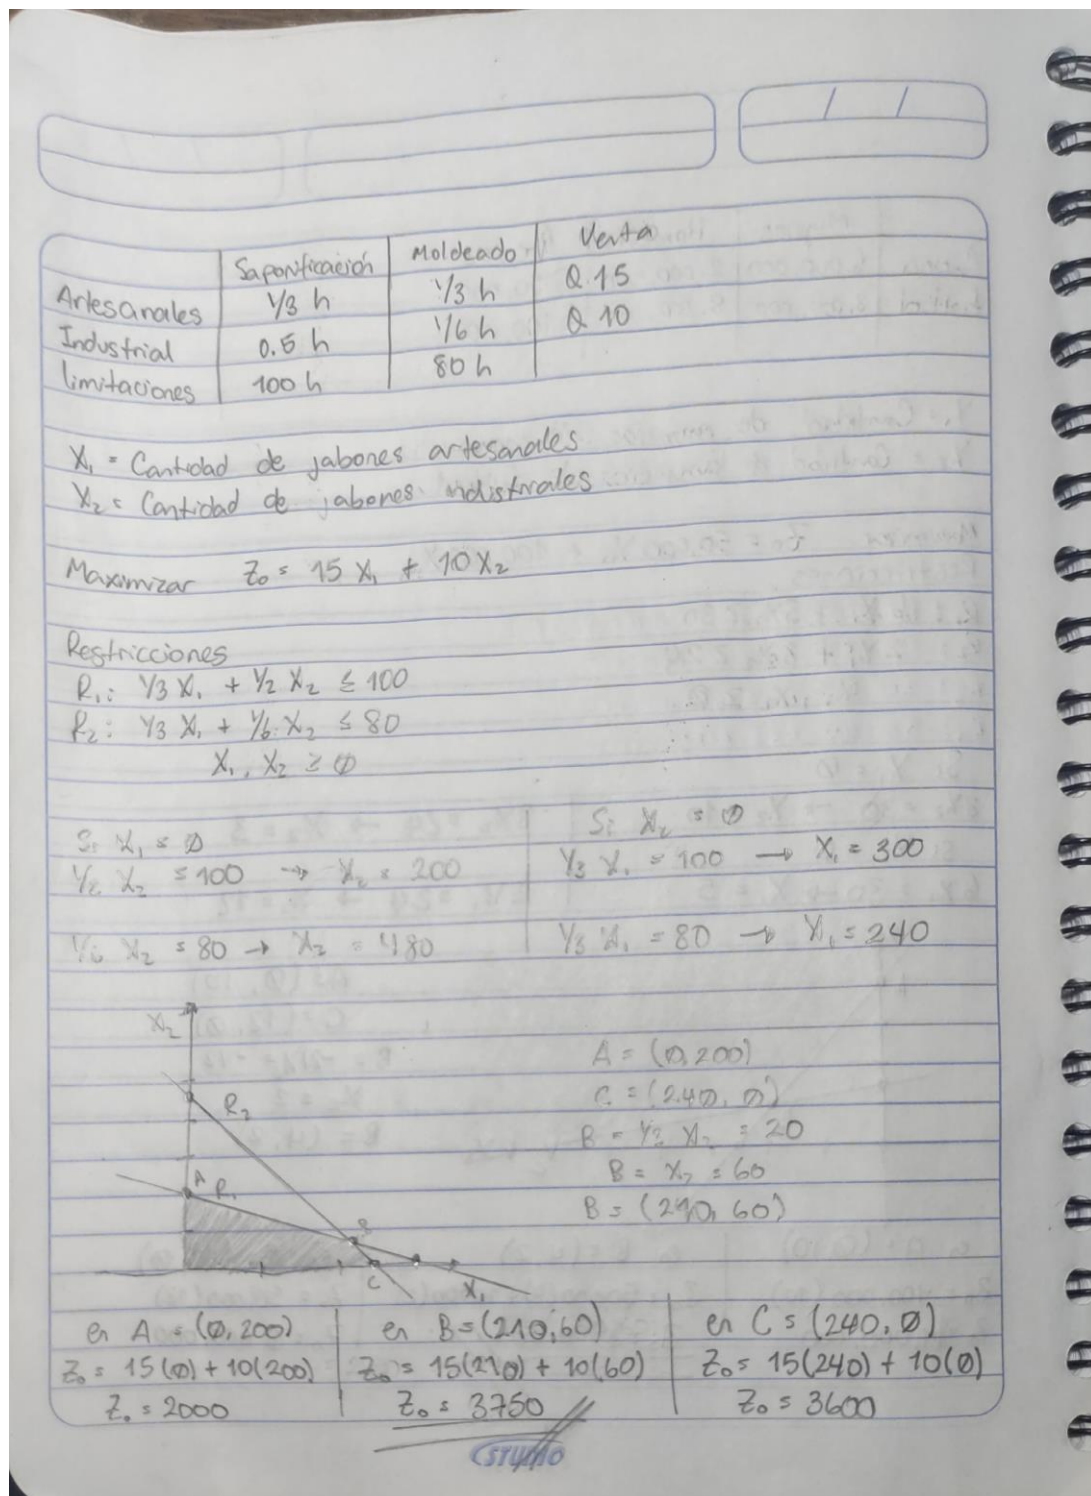 Saponificación Moldeado Venta
Artesanales 1/3 h 1/3 h Q.15
Industrial 0.5 h 1/6 h Q 10
limitaciones 100 h 80 h
X₁ = Cantidad de jabones artesanales
X₂ = Cantidad de jabones indistriales
Maximizar Z₀ = 15 X₁ + 10 X₂
Restricciones
R₁: 1/3 X₁ + 1/2 X₂ ≤ 100
R₂: 1/3 X₁ + 1/6 X₂ ≤ 80
X₁, X₂ ≥ 0
Si X₁ = 0
1/2 X₂ = 100 → X₂ = 200
1/6 X₂ = 80 → X₂ = 480
Si X₂ = 0
1/3 X₁ = 100 → X₁ = 300
1/3 X₁ = 80 → X₁ = 240
X₂
R₂
A R₁
B
C
X₁
A = (0,200)
C = (240, 0)
B = 1/3 X₂ = 20
B = X₂ = 60
B = (210, 60)
en A = (0, 200)
Z₀ = 15(0) + 10(200)
Z₀ = 2000
en B = (210, 60)
Z₀ = 15(210) + 10(60)
Z₀ = 3750
en C = (240, 0)
Z₀ = 15(240) + 10(0)
Z₀ = 3600
STUDIO